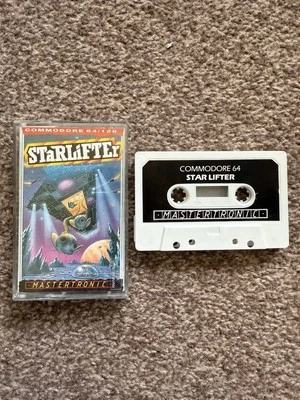 COMMODORE 64/128
STaRLiFTEr
MASTERTRONIC
COMMODORE 64
STAR LIFTER
MASTERTRONIC